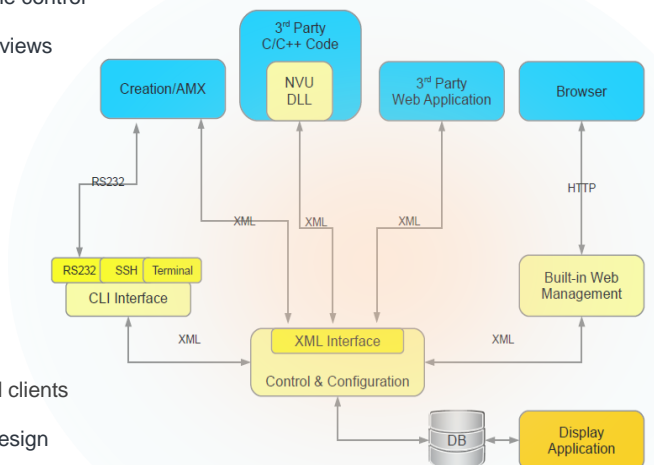 e control
views
3rd Party
C/C++ Code
NVU
DLL
Creation/AMX
3rd Party
Web Application
Browser
RS232
HTTP
XML
XML
XML
RS232
SSH
Terminal
CLI Interface
Built-in Web
Management
XML
XML Interface
XML
Control & Configuration
l clients
esign
DB
Display
Application